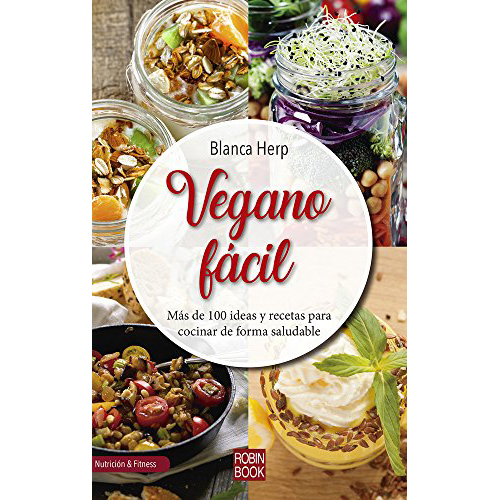 Blanca Herp
Vegano
fácil
Más de 100 ideas y recetas para
cocinar de forma saludable
Nutrición & Fitness
ROBIN
BOOK